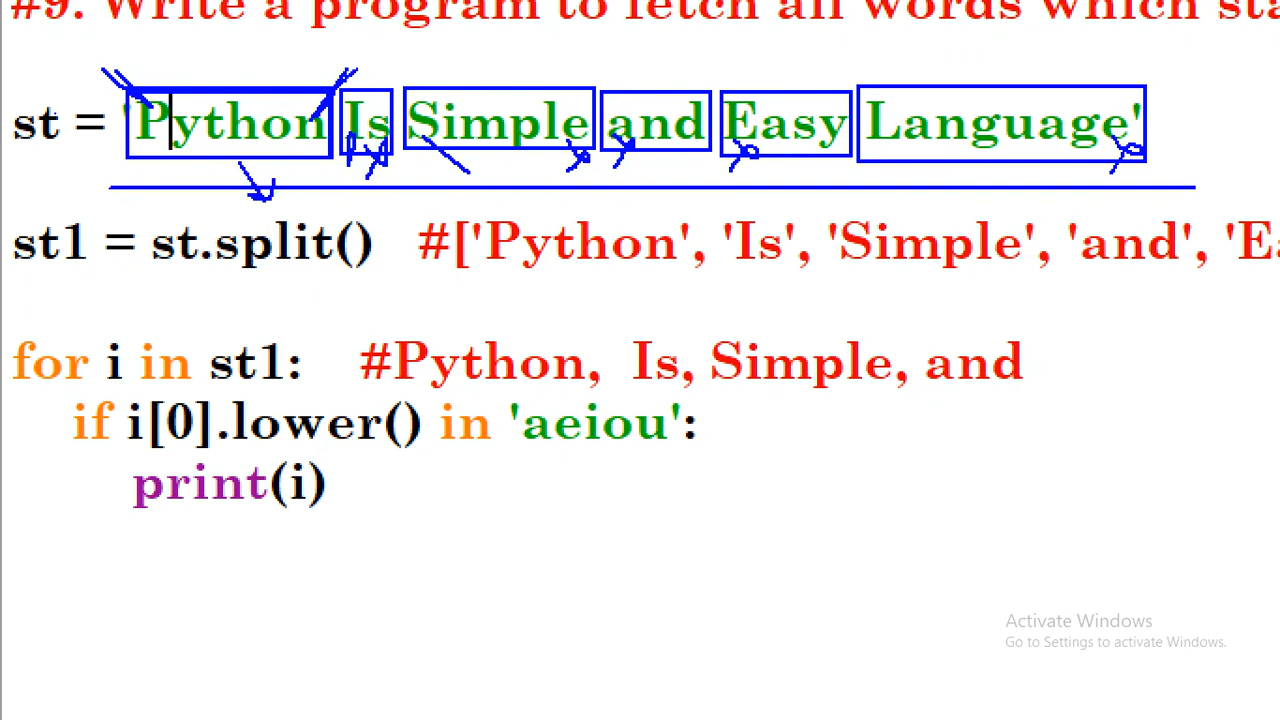 #9. Write a program to fetch all words which sta
st = 'Python Is Simple and Easy Language'
st1 = st.split() #['Python', 'Is', 'Simple', 'and', 'Ea
for i in st1: #Python, Is, Simple, and
if i[0].lower() in 'aeiou':
print(i)
Activate Windows
Go to Settings to activate Windows.